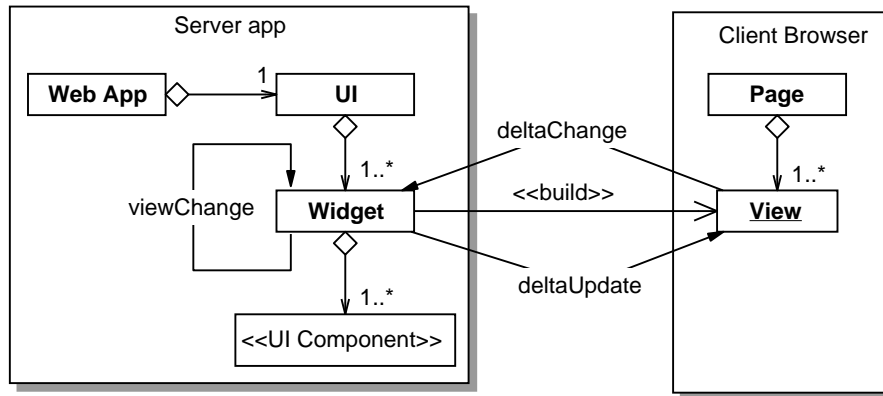 Server app
Client Browser
1
Web App
UI
Page
deltaChange
1..*
1..*
<<build>>
viewChange
Widget
View
deltaUpdate
1..*
<<UI Component>>